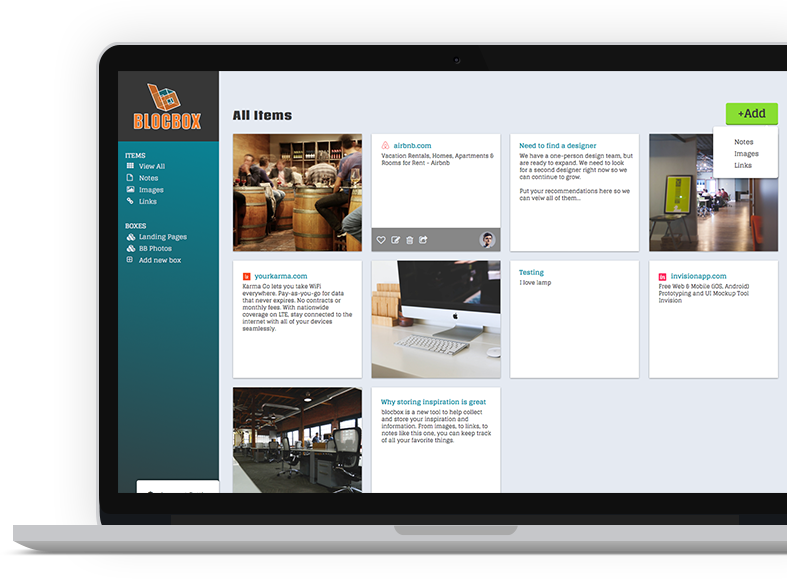 BLOCBOX
ITEMS
View All
Notes
Images
Links
BOXES
Landing Pages
BB Photos
Add new box
All Items
+Add
Notes
Images
Links
airbnb.com
Vacation Rentals, Homes, Apartments &
Rooms for Rent - Airbnb
Need to find a designer
We have a one-person design team, but
are ready to expand. We need to look
for a second designer right now so we
can continue to grow.
Put your recommendations here so we
can veiw all of them...
yourkarma.com
Karma Go lets you take WiFi
everywhere. Pay-as-you-go for data
that never expires. No contracts or
monthly fees. With nationwide
coverage on LTE, stay connected to the
internet with all of your devices
seamlessly.
Testing
I love lamp
in
invisionapp.com
Free Web & Mobile (iOS, Android)
Prototyping and UI Mockup Tool
Invision
Why storing inspiration is great
blocbox is a new tool to help collect
and store your inspiration and
information. From images, to links, to
notes like this one, you can keep track
of all your favorite things.